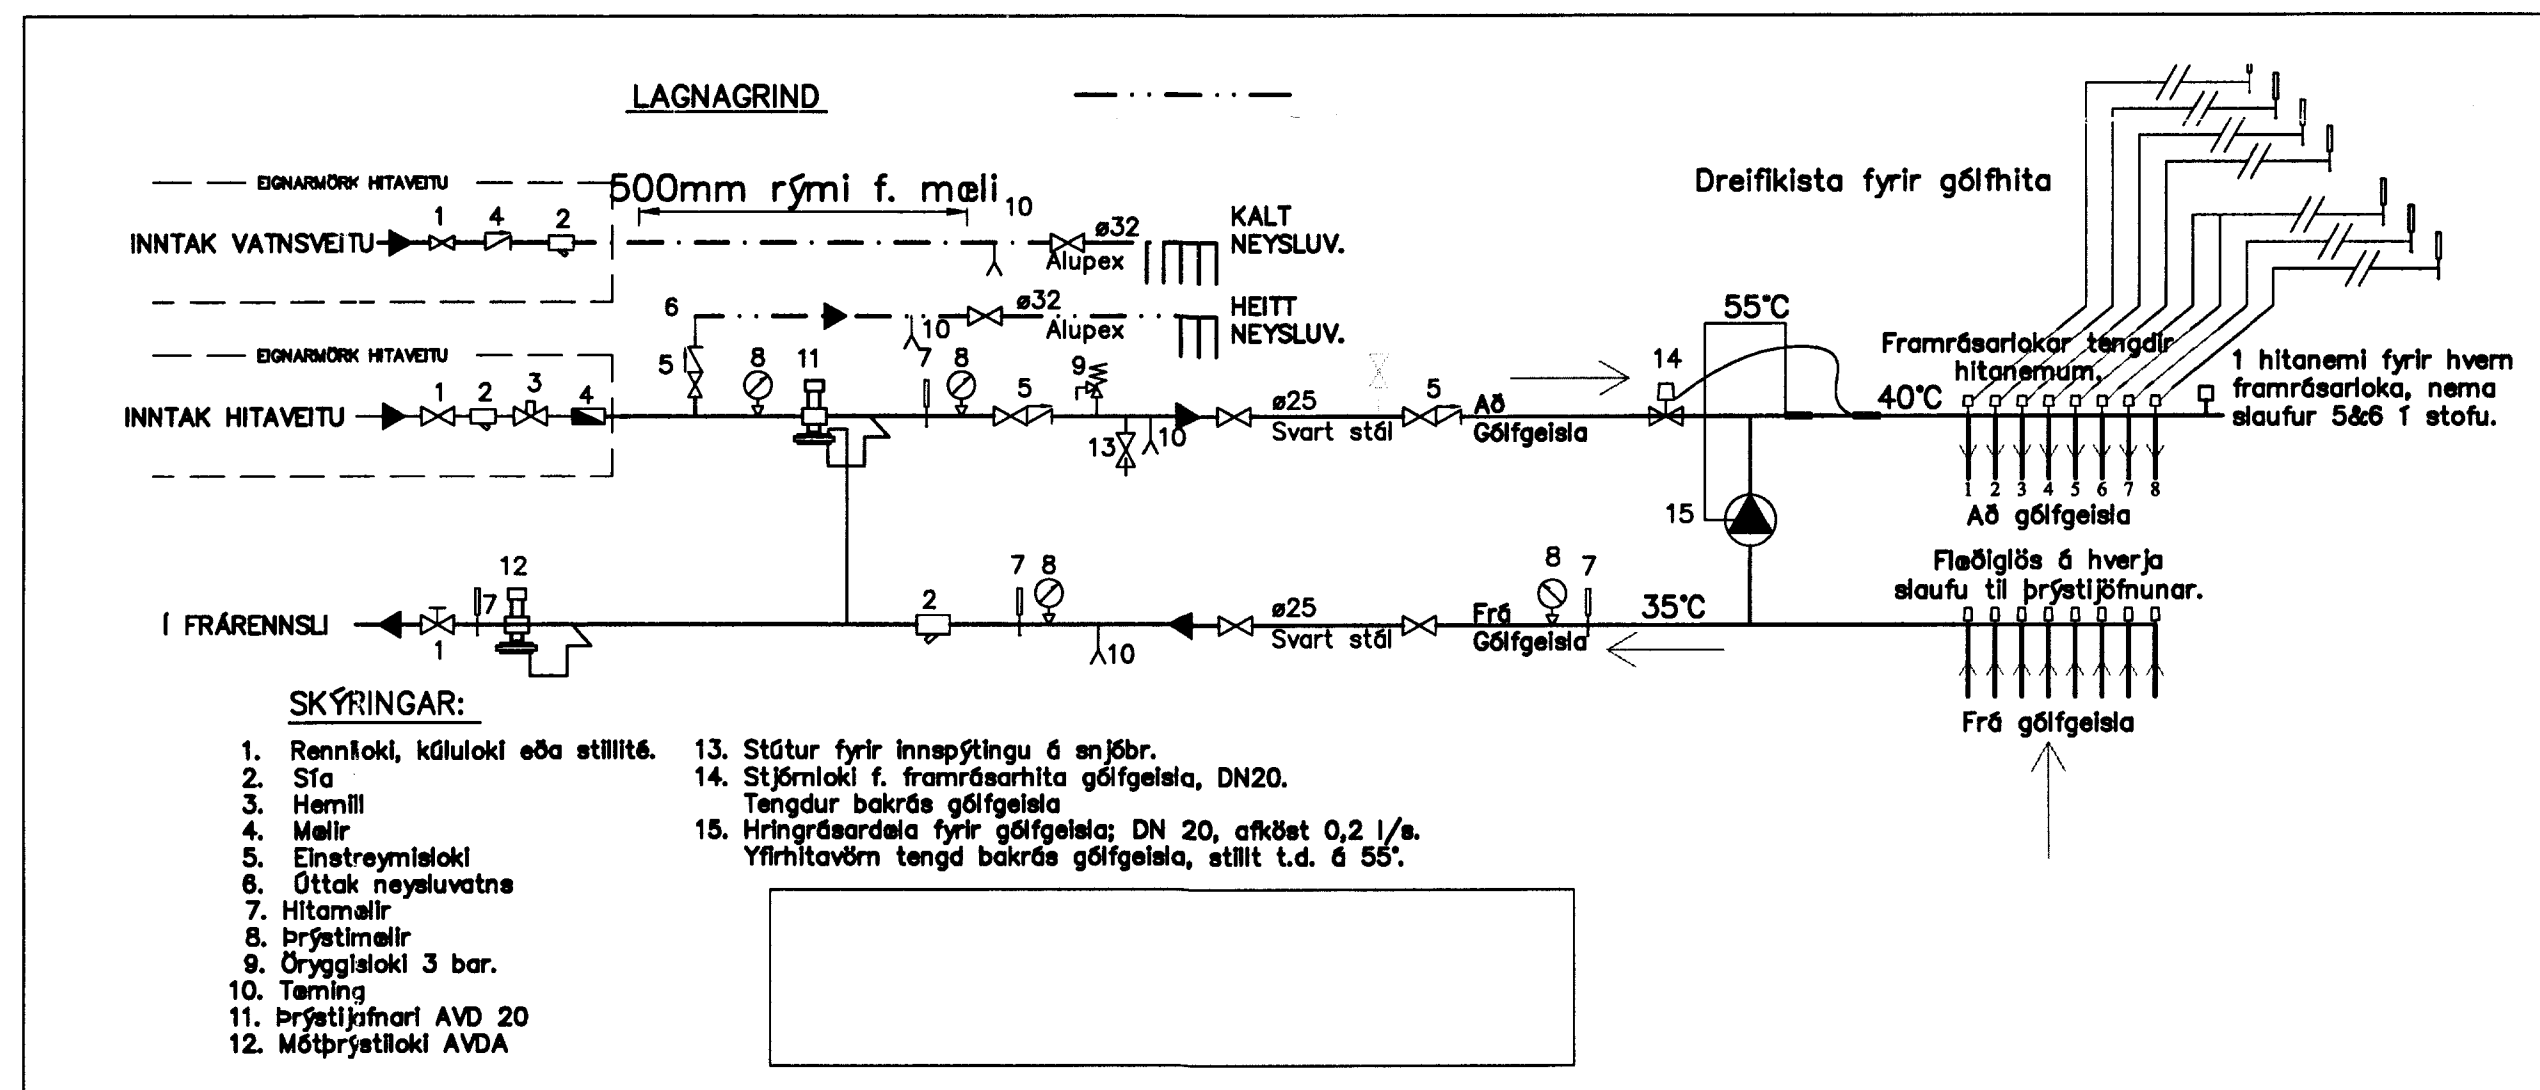 LAGNAGRIND
EIGNARMÖRK HITAVEITU
500mm rými f. mæli
10
1 4 2
ø32
KALT
NEYSLUV.
INNTAK VATNSVEITU
Alupex
Dreifikista fyrir gólfhita
6
ø32
HEITT
NEYSLUV.
10
Alupex
55°C
EIGNARMÖRK HITAVEITU
5 8 11 7 8 9 5 14
Framrásarlokar tengdir
hitanemum.
1 hitanemi fyrir hvern
framrásarloka, nema
slaufur 5&6 í stofu.
1 2 3 4 5
INNTAK HITAVEITU
ø25
Svart stál
Að
Gólfgeisla
40°C
13 10
1 2 3 4 5 6 7 8
Að gólfgeisla
15
Flæðiglös á hverja
slaufu til þrýstijöfnunar.
12 7 8 8 7
7 2
Í FRÁRENNSLI
ø25
Svart stál
Frá
Gólfgeisla
35°C
1 10
Frá gólfgeisla
SKÝRINGAR:
1. Rennloki, kúluloki eða stillité.
2. Sía
3. Hemill
4. Mælir
5. Einstreymisloki
6. Úttak neysluvatns
7. Hitamælir
8. Þrýstimælir
9. Öryggisloki 3 bar.
10. Tæming
11. Þrýstijafnari AVD 20
12. Mótþrýstiloki AVDA
13. Stútur fyrir innspýtingu á snjóbr.
14. Stjórnloki f. framrásarhita gólfgeisla, DN20.
Tengdur bakrás gólfgeisla
15. Hringrásardæla fyrir gólfgeisla; DN 20, afköst 0,2 l/s.
Yfirhitavörn tengd bakrás gólfgeisla, stillt t.d. á 55°.